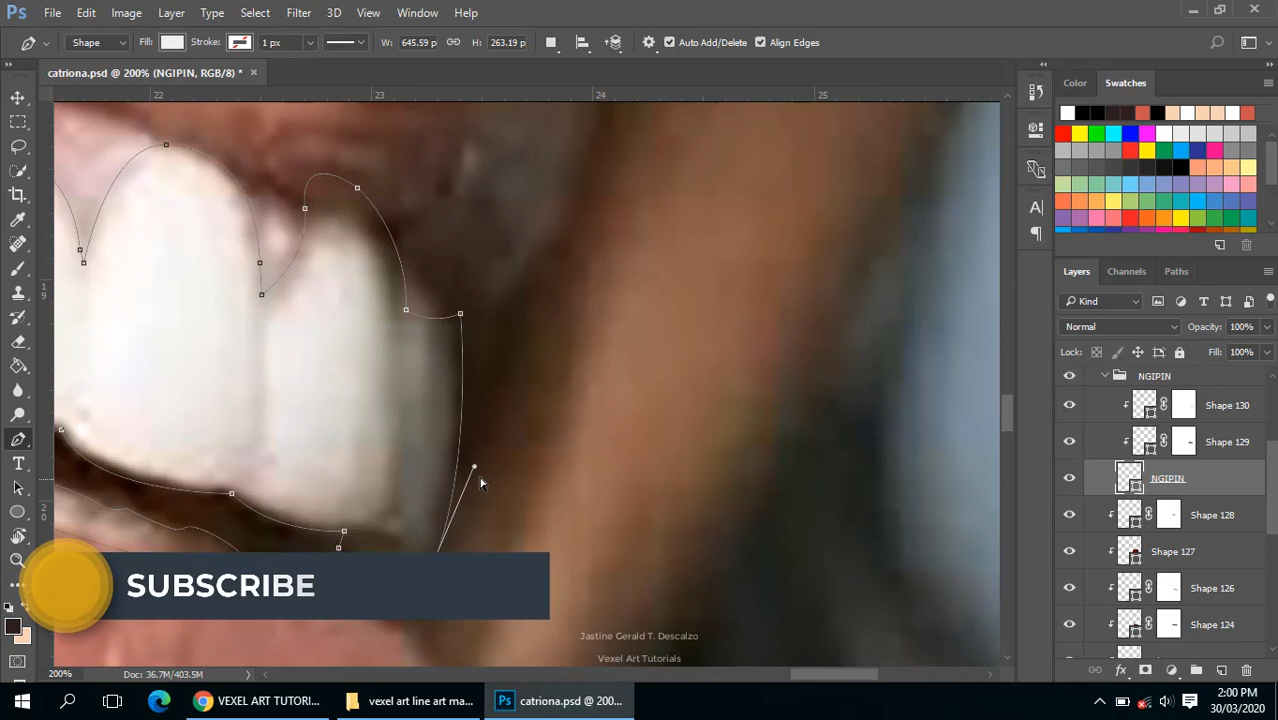 Ps File Edit Image Layer Type Select Filter 3D View Window Help
Shape Fill: Stroke: 1 px W: 645.59 p H: 263.19 p Auto Add/Delete Align Edges
catriona.psd @ 200% (NGIPIN, RGB/8) *
22 23 24 25
19
20
Color Swatches
Layers Channels Paths
Kind
Normal Opacity: 100%
Lock: Fill: 100%
NGIPIN
Shape 130
Shape 129
NGIPIN
Shape 128
Shape 127
Shape 126
Shape 124
SUBSCRIBE
Jastine Gerald T. Descalzo
Vexel Art Tutorials
200% Doc: 36.7M/403.5M
VEXEL ART TUTORI... vexel art line art ma... Ps catriona.psd @ 200... 2:00 PM
30/03/2020